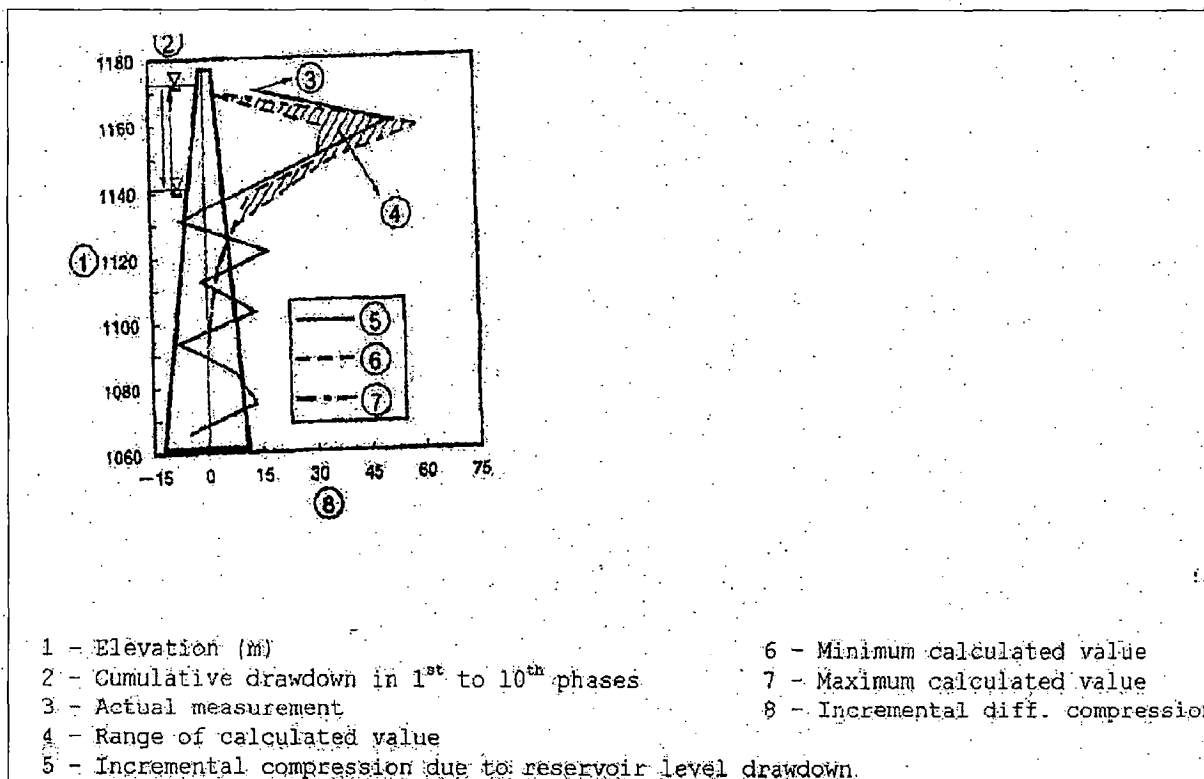 ②
1180
③
1160
1140
④
① 1120
1100
⑤
⑥
1080
⑦
1060
-15 0 15 30 45 60 75
⑧
1 - Elevation (m)
2 - Cumulative drawdown in 1st to 10th phases
3 - Actual measurement
4 - Range of calculated value
5 - Incremental compression due to reservoir level drawdown
6 - Minimum calculated value
7 - Maximum calculated value
8 - Incremental diff. compression